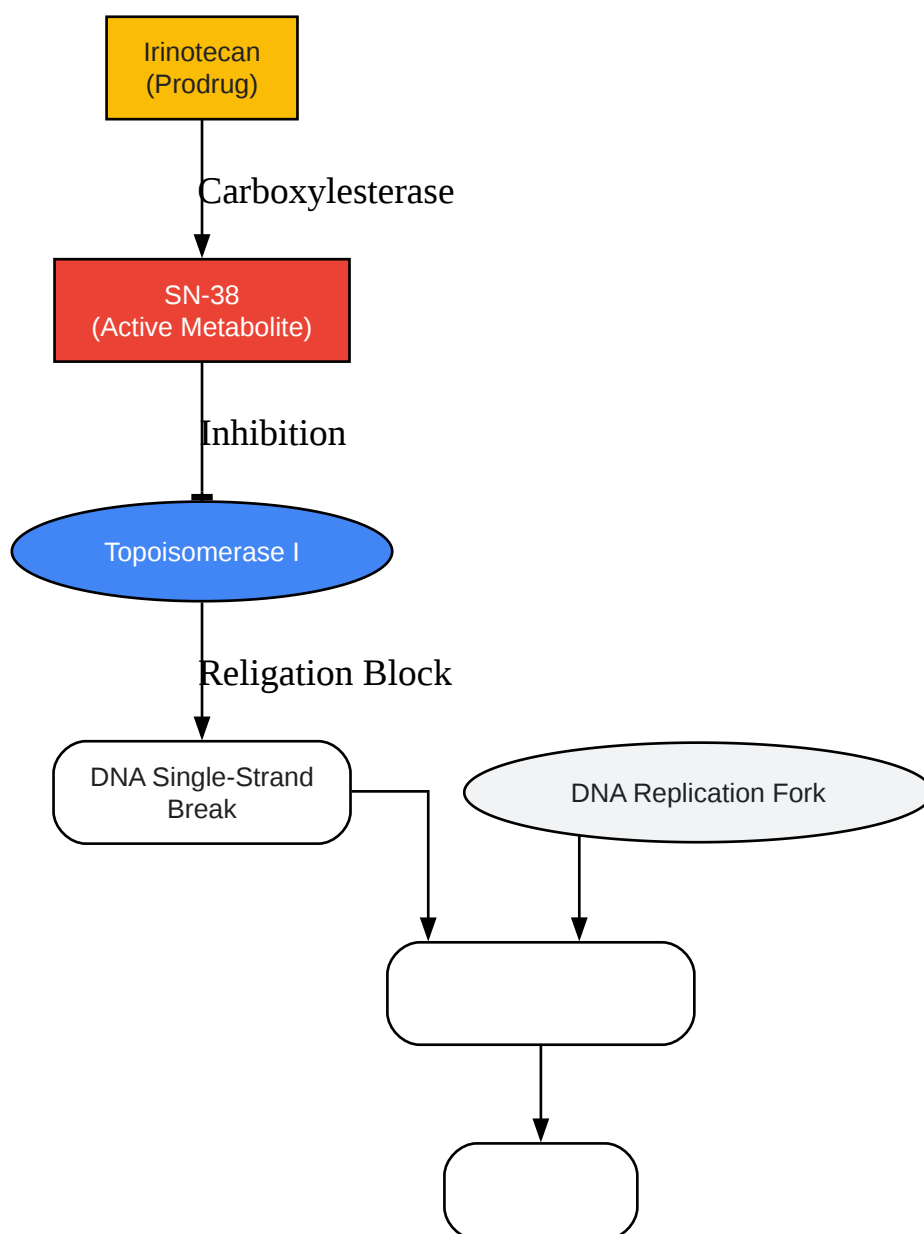 Irinotecan
(Prodrug)
Carboxylesterase
SN-38
(Active Metabolite)
Inhibition
Topoisomerase I
Religation Block
DNA Single-Strand
Break
DNA Replication Fork